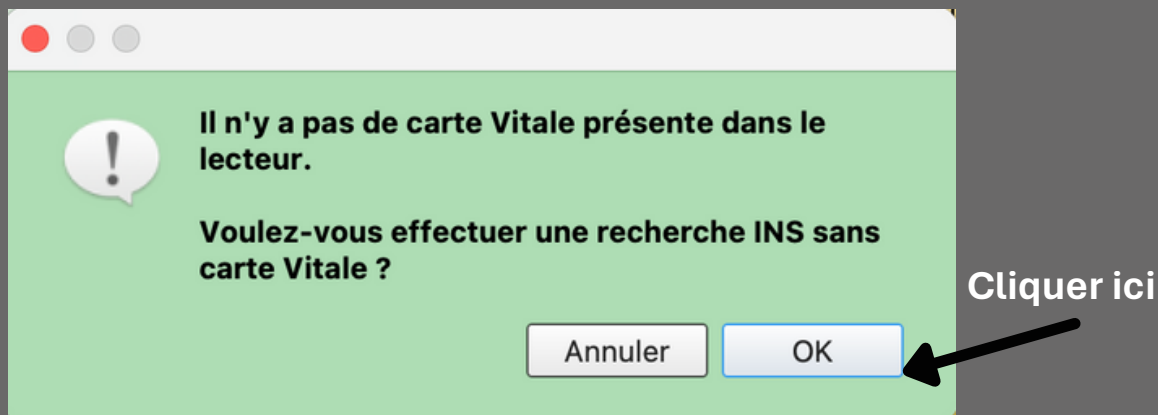 Il n'y a pas de carte Vitale présente dans le
lecteur.
Voulez-vous effectuer une recherche INS sans
carte Vitale ?
Cliquer ici
Annuler
OK